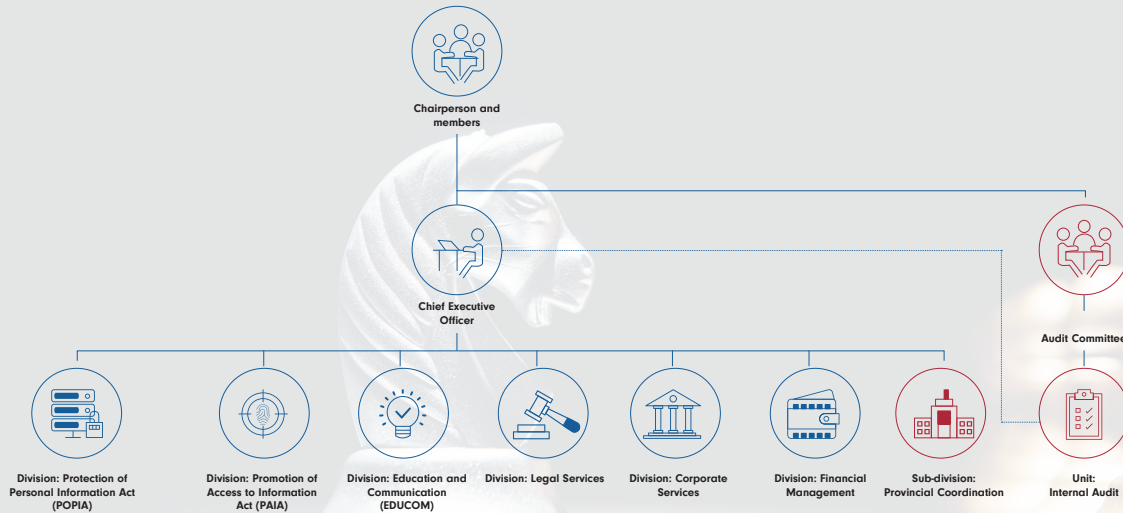 Chairperson and
members
Chief Executive
Officer
Audit Committee
Division: Protection of
Personal Information Act
(POPIA)
Division: Promotion of
Access to Information
Act (PAIA)
Division: Education and
Communication
(EDUCOM)
Division: Legal Services
Division: Corporate
Services
Division: Financial
Management
Sub-division:
Provincial Coordination
Unit:
Internal Audit